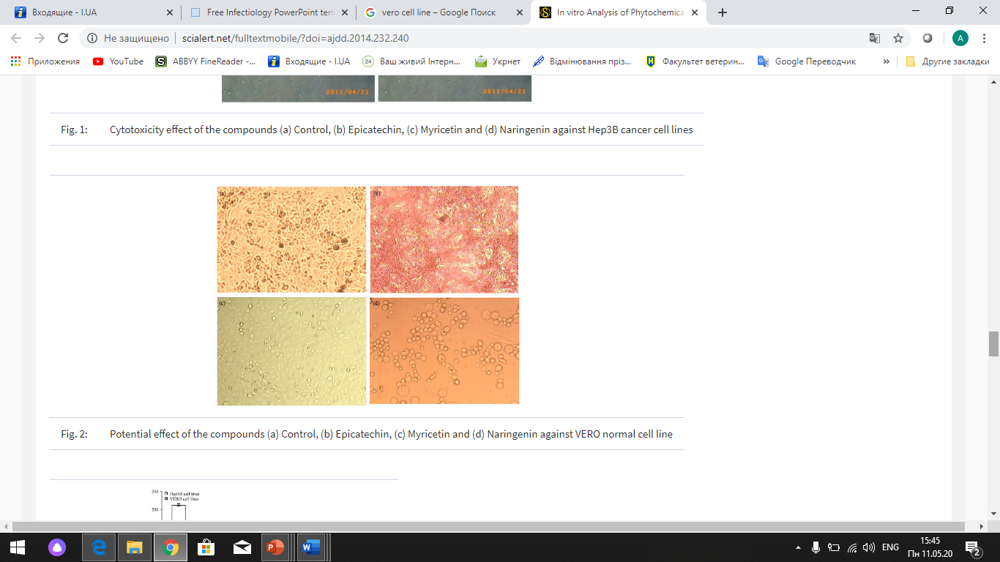 Входящие - I.UA
Free Infectiology PowerPoint tem
vero cell line – Google Поиск
In vitro Analysis of Phytochemica
Не защищено
scialert.net/fulltextmobile/?doi=ajdd.2014.232.240
A
Приложения
YouTube
ABBYY FineReader -...
Входящие - I.UA
24
Ваш живий Інтерн...
Укрнет
Відмінювання пріз...
Факультет ветерин...
Google Переводчик
»
Другие закладки
2011/04/21
2011/04/21
Fig. 1: Cytotoxicity effect of the compounds (a) Control, (b) Epicatechin, (c) Myricetin and (d) Naringenin against Hep3B cancer cell lines
(a)
(b)
(c)
(d)
Fig. 2: Potential effect of the compounds (a) Control, (b) Epicatechin, (c) Myricetin and (d) Naringenin against VERO normal cell line
250
Hep3B cell lines
VERO cell lines
200
ENG
15:45
Пн 11.05.20
2